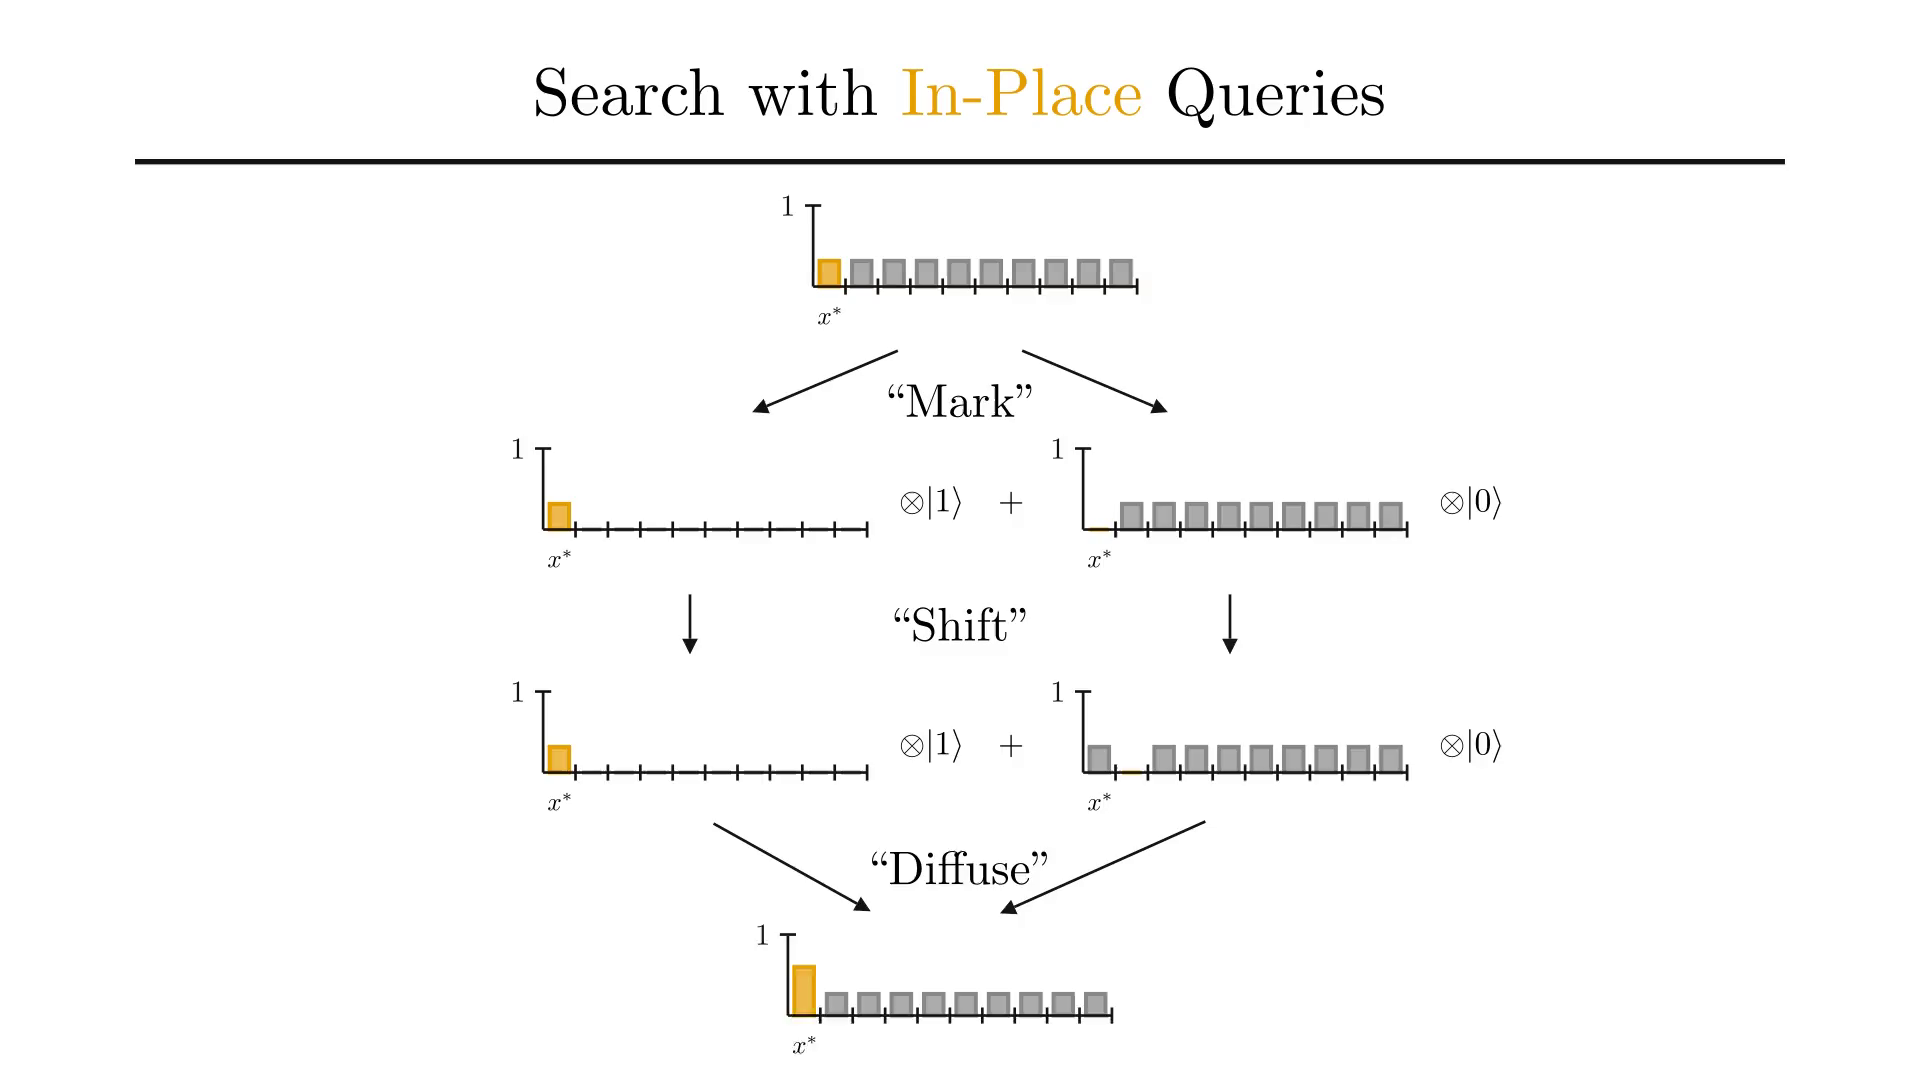 Search with In-Place Queries
1
x*
“Mark”
1
⊗|1⟩ +
1
⊗|0⟩
x*
x*
“Shift”
1
⊗|1⟩ +
1
⊗|0⟩
x*
x*
“Diffuse”
1
x*